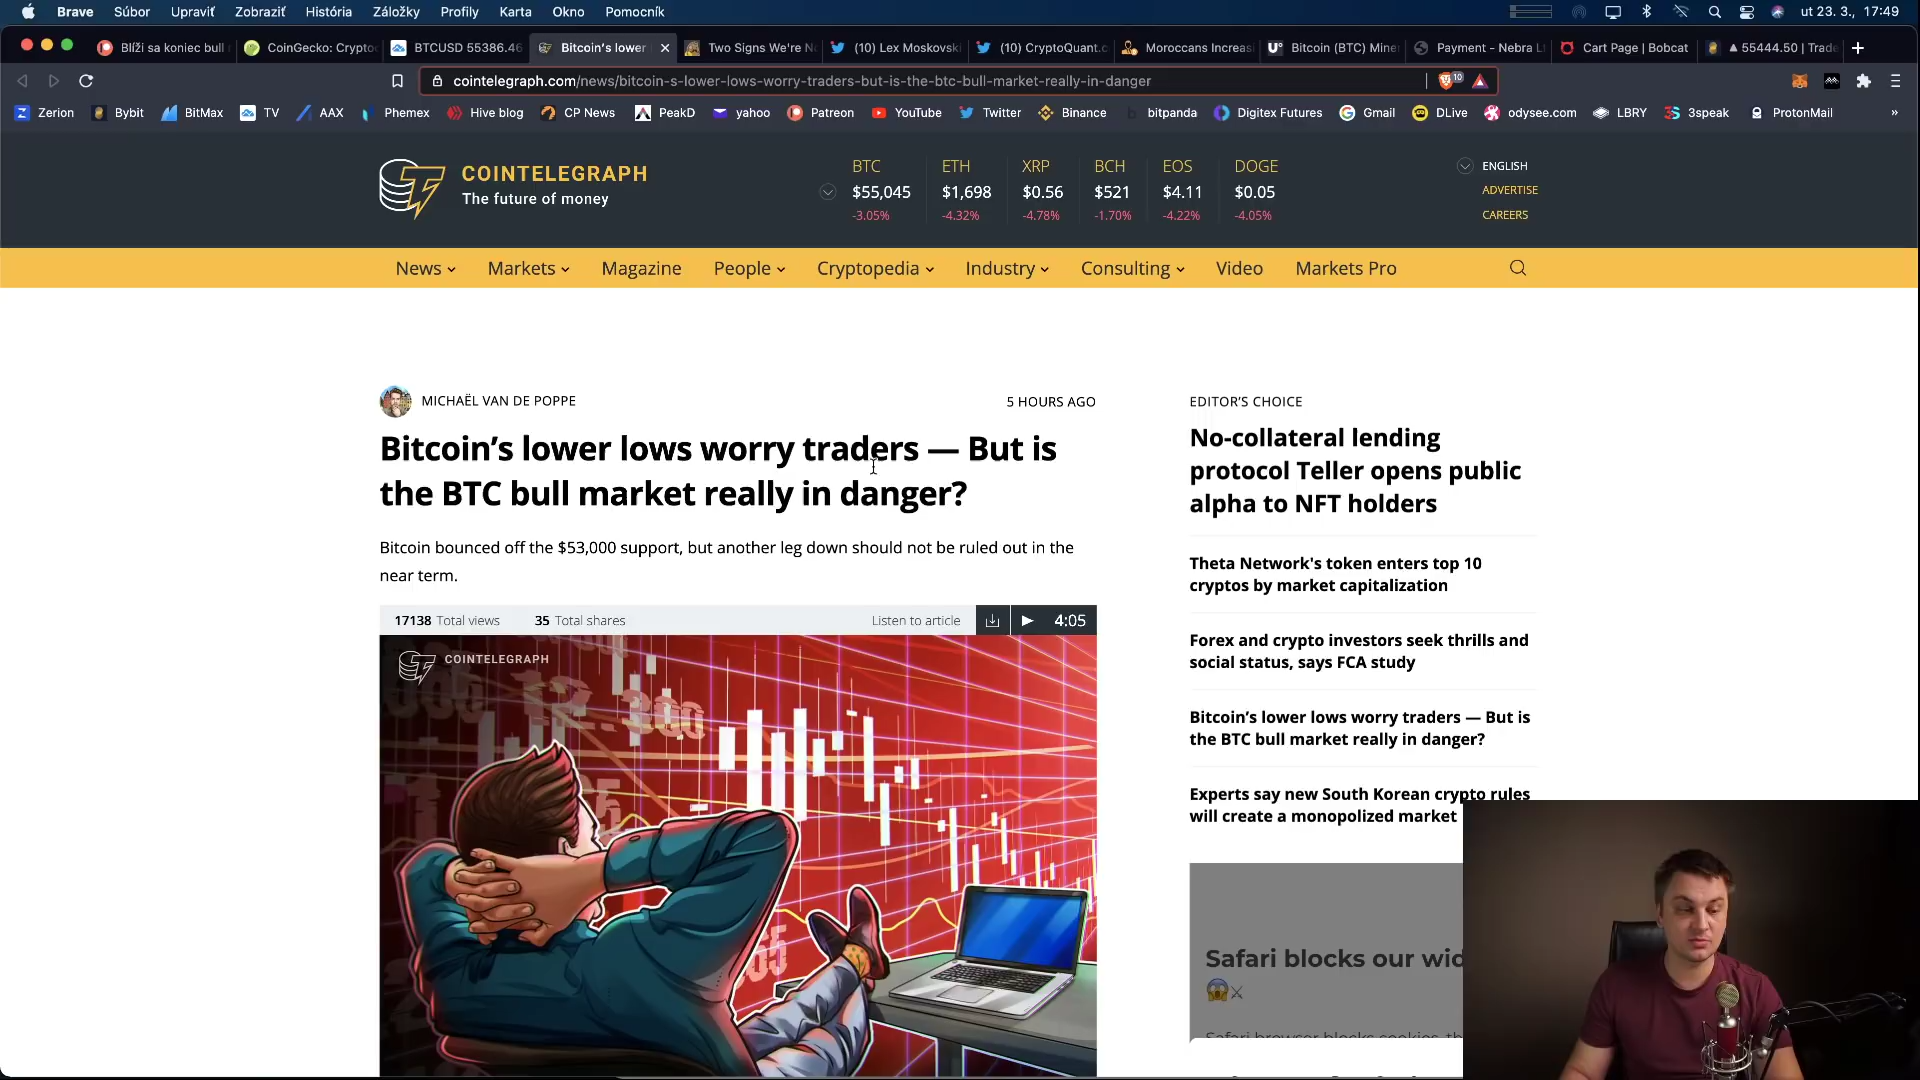 Brave Súbor Upraviť Zobraziť História Záložky Profily Karta Okno Pomocník ut 23. 3., 17:49
Blíži sa koniec bull CoinGecko: Crypto BTCUSD 55386.46 Bitcoin's lower Two Signs We're N (10) Lex Moskovski (10) CryptoQuant.c Moroccans Increas Bitcoin (BTC) Mine Payment - Nebra L Cart Page | Bobcat ▲ 55444.50 | Trade
cointelegraph.com/news/bitcoin-s-lower-lows-worry-traders-but-is-the-btc-bull-market-really-in-danger 10
Zerion Bybit BitMax TV AAX Phemex Hive blog CP News PeakD yahoo Patreon YouTube Twitter Binance bitpanda Digitex Futures Gmail DLive odysee.com LBRY 3speak ProtonMail »
COINTELEGRAPH
The future of money
BTC ETH XRP BCH EOS DOGE
$55,045 $1,698 $0.56 $521 $4.11 $0.05
-3.05% -4.32% -4.78% -1.70% -4.22% -4.05%
ENGLISH
ADVERTISE
CAREERS
News Markets Magazine People Cryptopedia Industry Consulting Video Markets Pro
MICHAËL VAN DE POPPE 5 HOURS AGO
Bitcoin's lower lows worry traders — But is
the BTC bull market really in danger?
Bitcoin bounced off the $53,000 support, but another leg down should not be ruled out in the
near term.
17138 Total views 35 Total shares Listen to article 4:05
COINTELEGRAPH
EDITOR'S CHOICE
No-collateral lending
protocol Teller opens public
alpha to NFT holders
Theta Network's token enters top 10
cryptos by market capitalization
Forex and crypto investors seek thrills and
social status, says FCA study
Bitcoin's lower lows worry traders — But is
the BTC bull market really in danger?
Experts say new South Korean crypto rules
will create a monopolized market
Safari blocks our wid
Safari browser blocks cookies, th